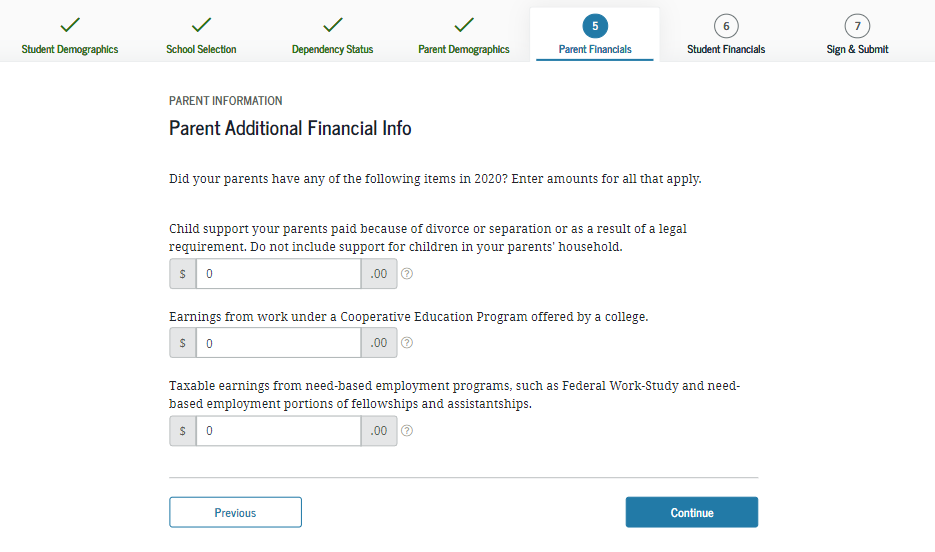 Student Demographics
School Selection
Dependency Status
Parent Demographics
5
Parent Financials
6
Student Financials
7
Sign & Submit
PARENT INFORMATION
Parent Additional Financial Info
Did your parents have any of the following items in 2020? Enter amounts for all that apply.
Child support your parents paid because of divorce or separation or as a result of a legal
requirement. Do not include support for children in your parents' household.
$ 0 .00 ?
Earnings from work under a Cooperative Education Program offered by a college.
$ 0 .00 ?
Taxable earnings from need-based employment programs, such as Federal Work-Study and need-
based employment portions of fellowships and assistantships.
$ 0 .00 ?
Previous
Continue